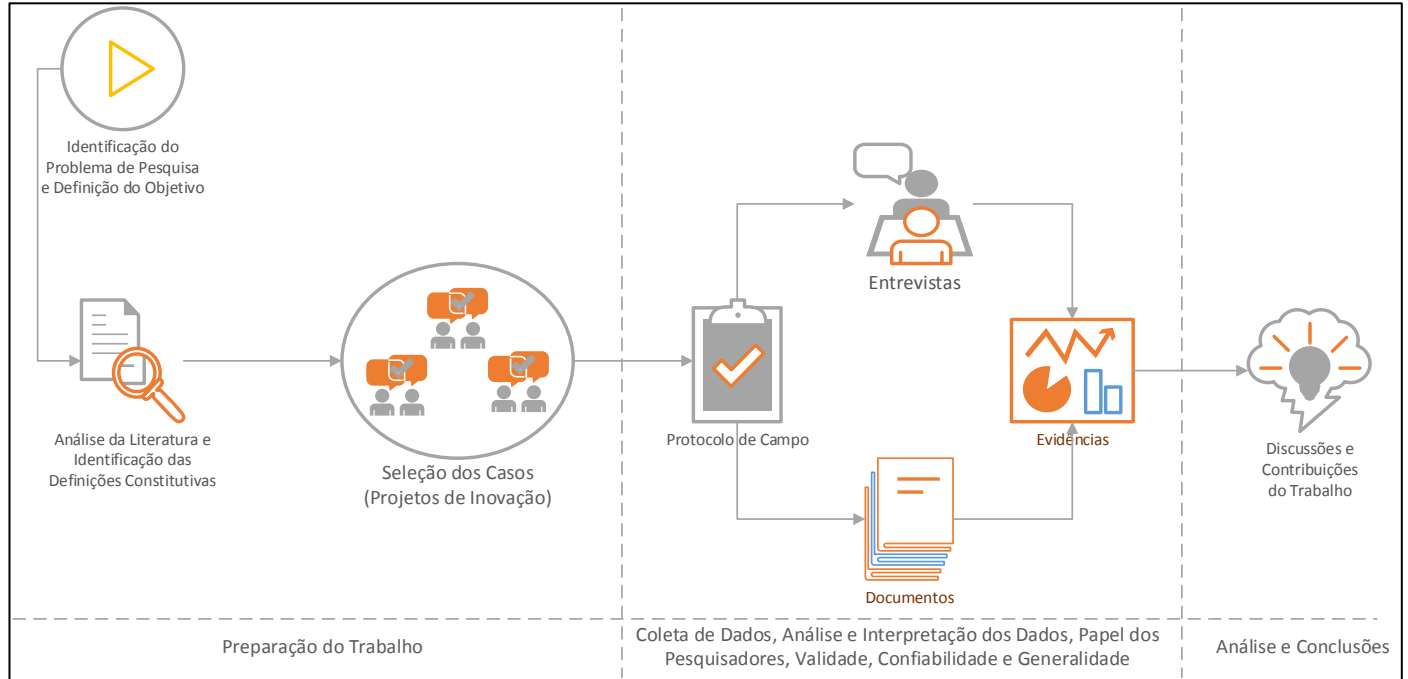 Identificação do
Problema de Pesquisa
e Definição do Objetivo
Análise da Literatura e
Identificação das
Definições Constitutivas
Seleção dos Casos
(Projetos de Inovação)
Protocolo de Campo
Entrevistas
Documentos
Evidências
Discussões e
Contribuições
do Trabalho
Preparação do Trabalho
Coleta de Dados, Análise e Interpretação dos Dados, Papel dos
Pesquisadores, Validade, Confiabilidade e Generalidade
Análise e Conclusões